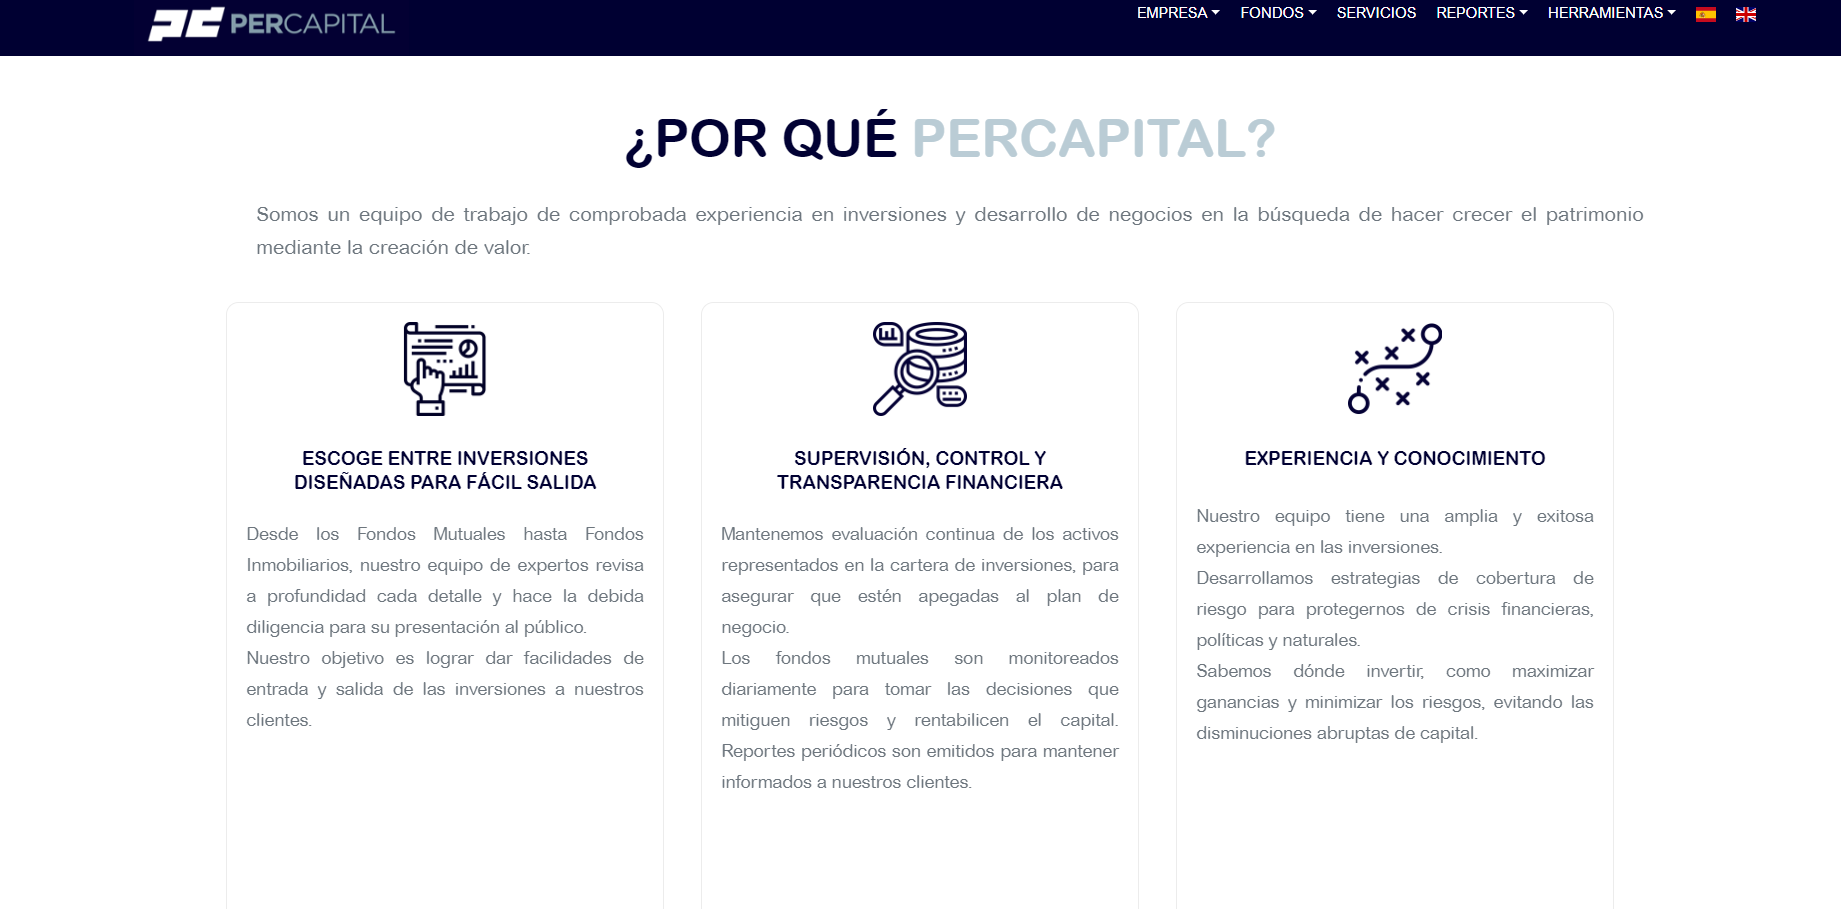 PERCAPITAL
EMPRESA
FONDOS
SERVICIOS
REPORTES
HERRAMIENTAS
¿POR QUÉ PERCAPITAL?
Somos un equipo de trabajo de comprobada experiencia en inversiones y desarrollo de negocios en la búsqueda de hacer crecer el patrimonio
mediante la creación de valor.
ESCOGE ENTRE INVERSIONES
DISEÑADAS PARA FÁCIL SALIDA
Desde los Fondos Mutuales hasta Fondos
Inmobiliarios, nuestro equipo de expertos revisa
a profundidad cada detalle y hace la debida
diligencia para su presentación al público.
Nuestro objetivo es lograr dar facilidades de
entrada y salida de las inversiones a nuestros
clientes.
SUPERVISIÓN, CONTROL Y
TRANSPARENCIA FINANCIERA
Mantenemos evaluación continua de los activos
representados en la cartera de inversiones, para
asegurar que estén apegadas al plan de
negocio.
Los fondos mutuales son monitoreados
diariamente para tomar las decisiones que
mitiguen riesgos y rentabilicen el capital.
Reportes periódicos son emitidos para mantener
informados a nuestros clientes.
EXPERIENCIA Y CONOCIMIENTO
Nuestro equipo tiene una amplia y exitosa
experiencia en las inversiones.
Desarrollamos estrategias de cobertura de
riesgo para protegernos de crisis financieras,
políticas y naturales.
Sabemos dónde invertir, como maximizar
ganancias y minimizar los riesgos, evitando las
disminuciones abruptas de capital.